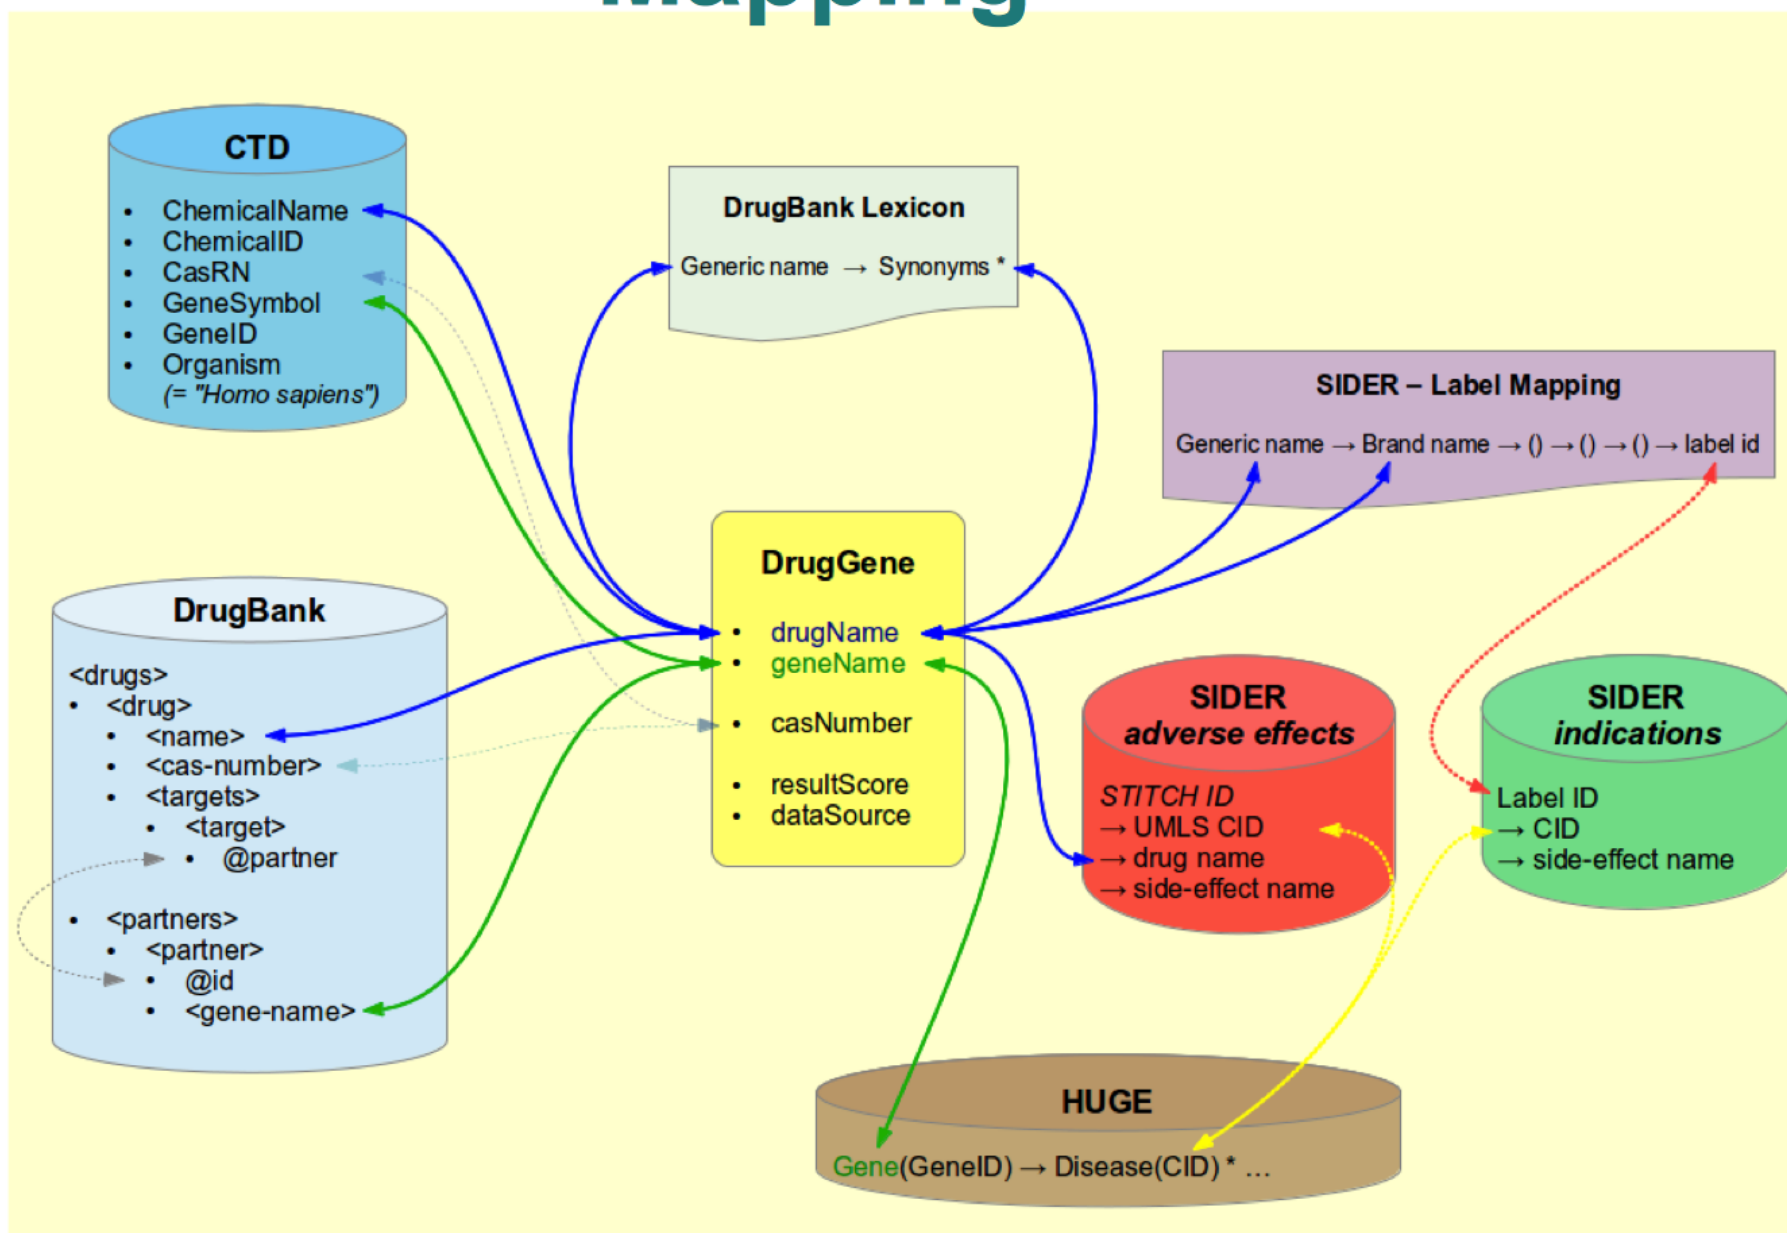 Mapping
CTD
• ChemicalName
• ChemicalID
• CasRN
• GeneSymbol
• GeneID
• Organism
(= "Homo sapiens")
DrugBank Lexicon
Generic name → Synonyms *
SIDER – Label Mapping
Generic name → Brand name → () → () → () → label id
DrugGene
• drugName
• geneName
• casNumber
• resultScore
• dataSource
DrugBank
<drugs>
• <drug>
• <name>
• <cas-number>
• <targets>
• <target>
• @partner
• <partners>
• <partner>
• @id
• <gene-name>
SIDER
adverse effects
STITCH ID
→ UMLS CID
→ drug name
→ side-effect name
SIDER
indications
Label ID
→ CID
→ side-effect name
HUGE
Gene(GeneID) → Disease(CID) * ...